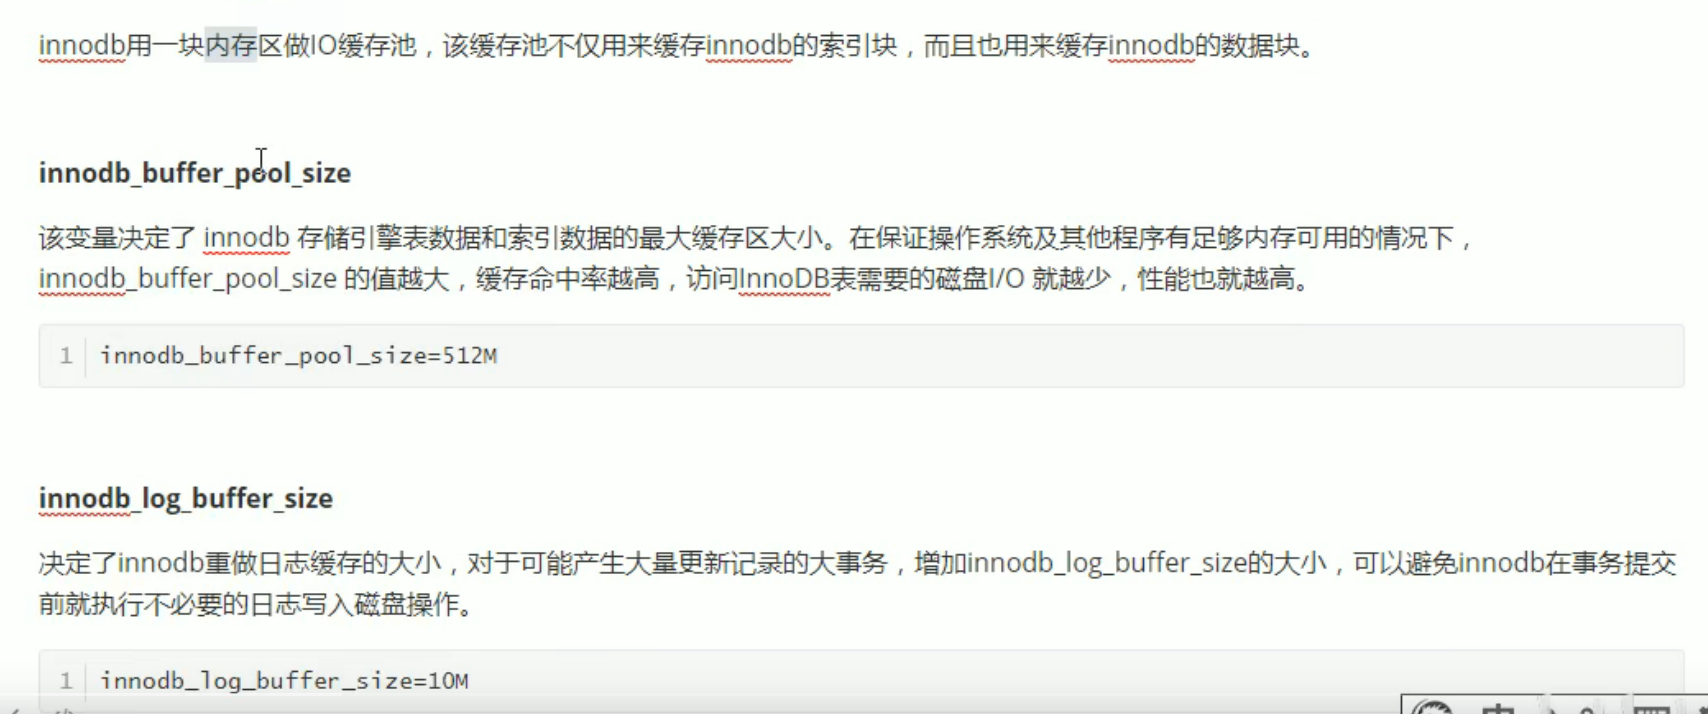 innodb用一块内存区做IO缓存池，该缓存池不仅用来缓存innodb的索引块，而且也用来缓存innodb的数据块。
innodb_buffer_pool_size
该变量决定了 innodb 存储引擎表数据和索引数据的最大缓存区大小。在保证操作系统及其他程序有足够内存可用的情况下，
innodb_buffer_pool_size 的值越大，缓存命中率越高，访问InnoDB表需要的磁盘I/O 就越少，性能也就越高。
1 innodb_buffer_pool_size=512M
innodb_log_buffer_size
决定了innodb重做日志缓存的大小，对于可能产生大量更新记录的大事务，增加innodb_log_buffer_size的大小，可以避免innodb在事务提交
前就执行不必要的日志写入磁盘操作。
1 innodb_log_buffer_size=10M